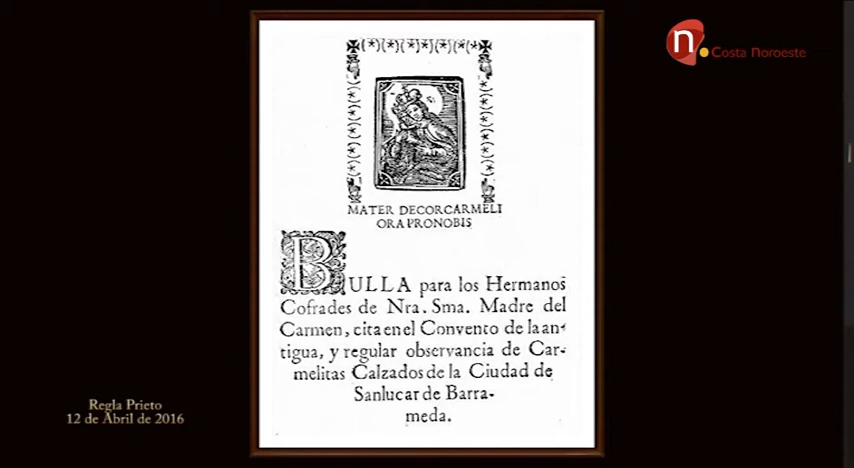 n
Costa noroeste
MATER DECORCARMELI
ORA PRONOBIS
BULLA para los Hermanos
Cofrades de Nra. Sma. Madre del
Carmen, cita en el Convento de la an-
tigua, y regular observancia de Car-
melitas Calzados de la Ciudad de
Sanlucar de Barra-
meda.
Regla Prieto
12 de Abril de 2016